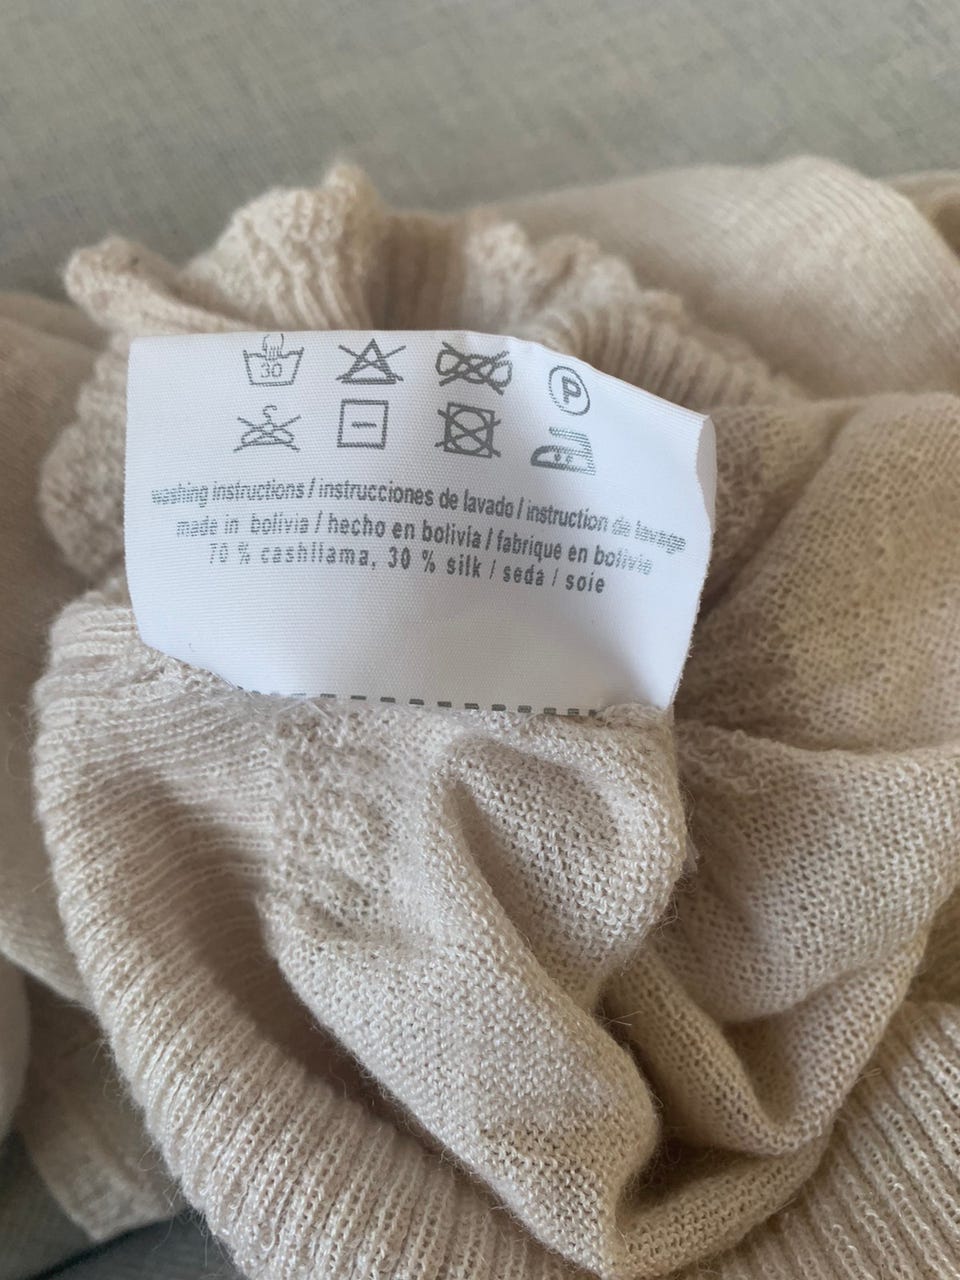 30
P
washing instructions / instrucciones de lavado / instruction de lavage
made in bolivia / hecho en bolivia / fabrique en bolivie
70 % cashllama, 30 % silk / seda / soie